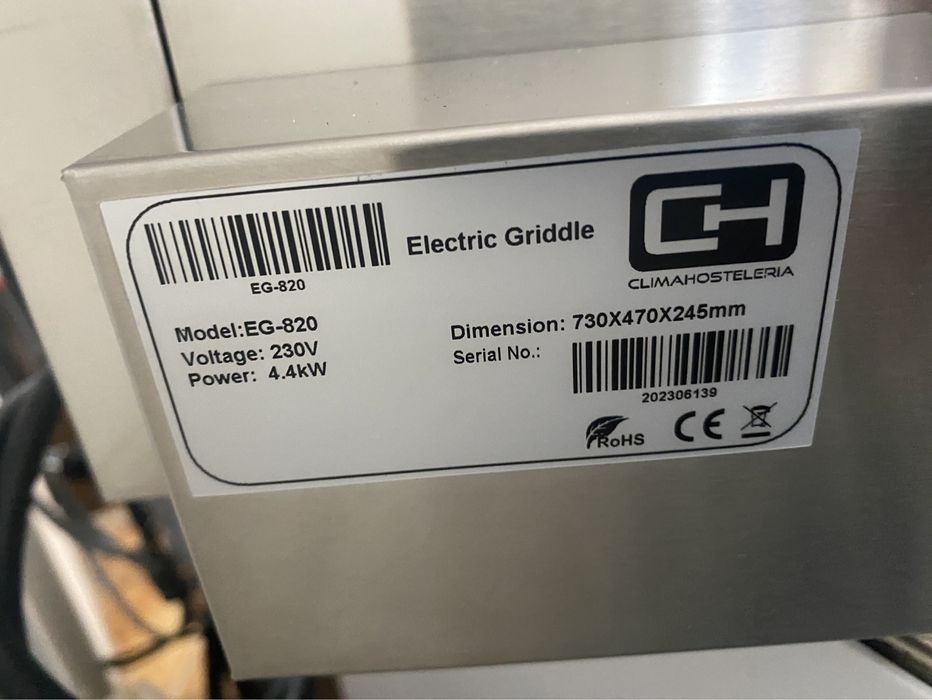 EG-820
Electric Griddle
CH
CLIMAHOSTELERIA
Model:EG-820
Voltage: 230V
Power: 4.4kW
Dimension: 730X470X245mm
Serial No.:
202306139
RoHS
CE